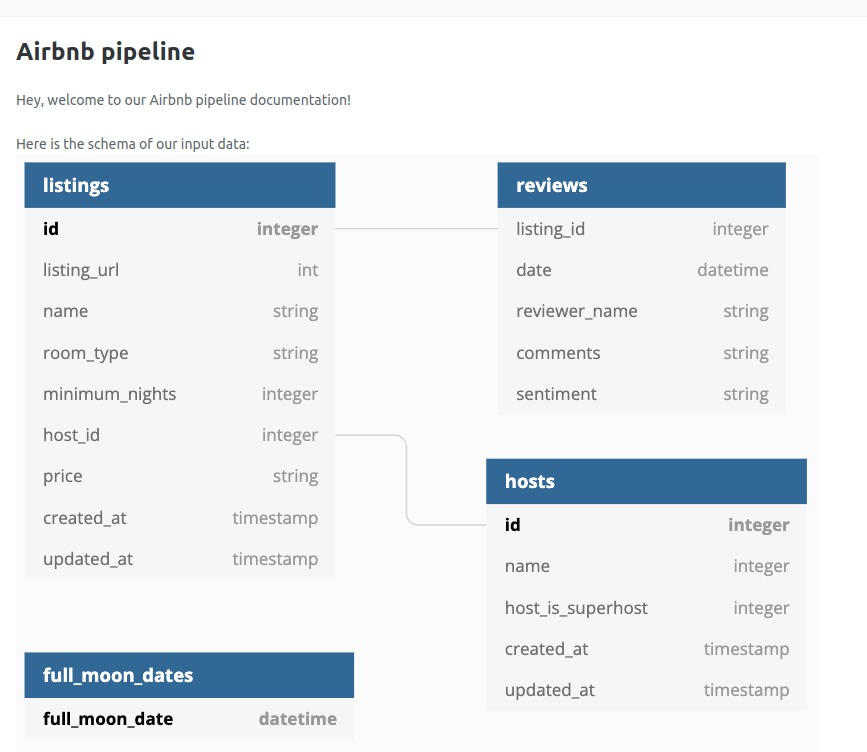 Airbnb pipeline
Hey, welcome to our Airbnb pipeline documentation!
Here is the schema of our input data:
listings
id integer
listing_url int
name string
room_type string
minimum_nights integer
host_id integer
price string
created_at timestamp
updated_at timestamp
reviews
listing_id integer
date datetime
reviewer_name string
comments string
sentiment string
hosts
id integer
name integer
host_is_superhost integer
created_at timestamp
updated_at timestamp
full_moon_dates
full_moon_date datetime